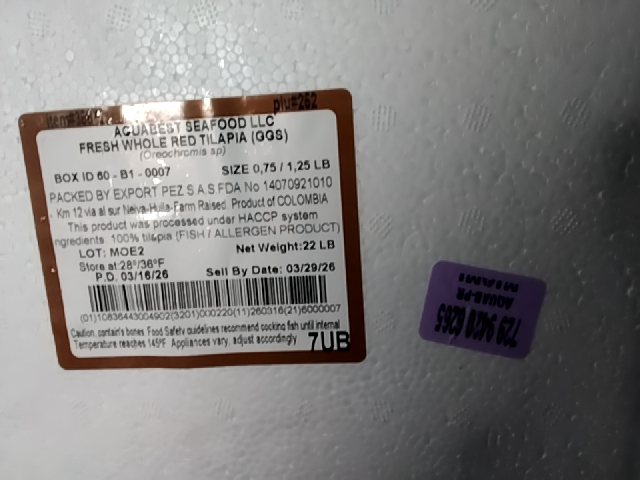 plu#262
AQUABEST SEAFOOD LLC
FRESH WHOLE RED TILAPIA (GGS)
(Oreochromis sp)
BOX ID 60 - B1 - 0007 SIZE 0,75 / 1,25 LB
PACKED BY EXPORT PEZ S.A.S.FDA No 14070921010
Km 12 via al sur Neiva-Huila-Farm Raised. Product of COLOMBIA
This product was processed under HACCP system
ngredients: 100% tilapia (FISH / ALLERGEN PRODUCT)
LOT: MOE2 Net Weight:22 LB
Store at:28°/36°F
P.D. 03/16/26 Sell By Date: 03/29/26
(01)10836443004902(3201)000220(11)260316(21)6000007
Caution, contain's bones. Food Safety guidelines recommend cooking fish until internal
Temperature reaches 145°F. Appliances vary, adjust accordingly
7UB
MIAMI
AQUAB-PR
729 9420 6265